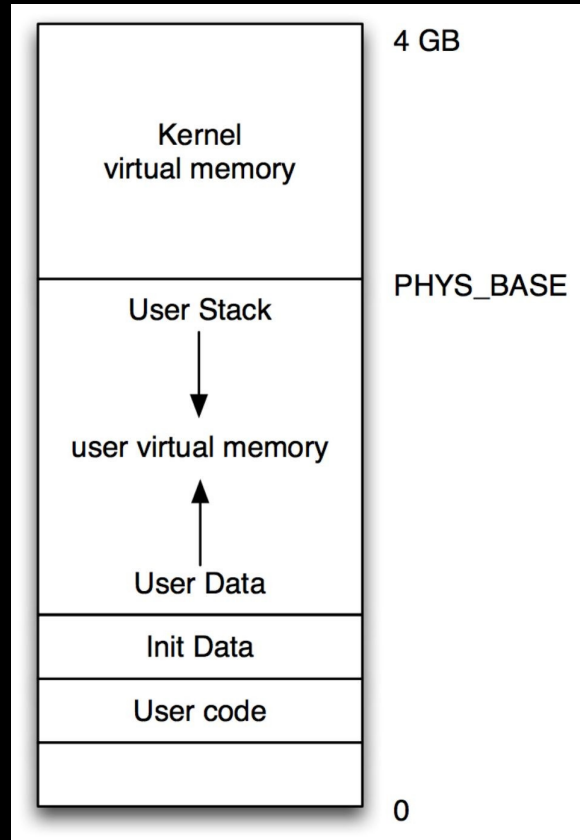 4 GB
Kernel
virtual memory
PHYS_BASE
User Stack
user virtual memory
User Data
Init Data
User code
0